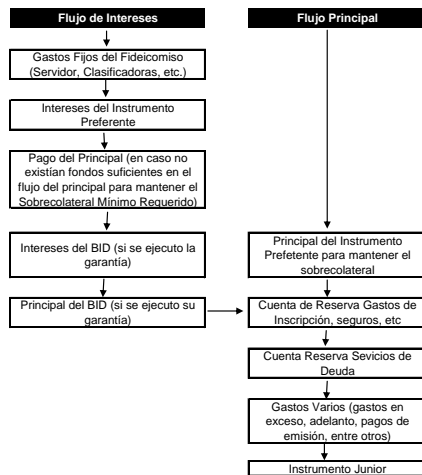 Flujo de Intereses
Gastos Fijos del Fideicomiso
(Servidor, Clasificadoras, etc.)
Intereses del Instrumento
Preferente
Pago del Principal (en caso no
existían fondos suficientes en el
flujo del principal para mantener el
Sobrecolateral Mínimo Requerido)
Intereses del BID (si se ejecuto la
garantía)
Principal del BID (si se ejecuto su
garantía)
Flujo Principal
Principal del Instrumento
Prefetente para mantener el
sobrecolateral
Cuenta de Reserva Gastos de
Inscripción, seguros, etc
Cuenta Reserva Sevicios de
Deuda
Gastos Varios (gastos en
exceso, adelanto, pagos de
emisión, entre otros)
Instrumento Junior